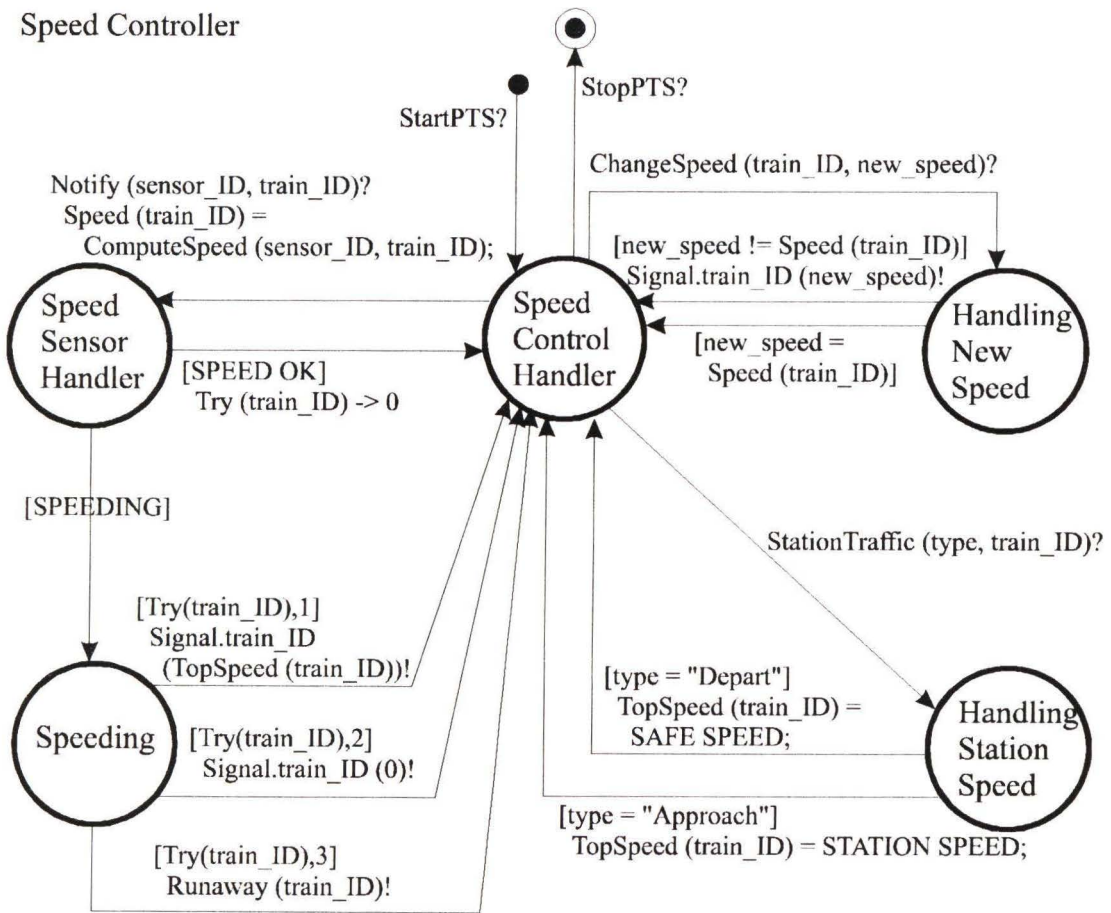 Speed Controller
StopPTS?
StartPTS?
Notify (sensor_ID, train_ID)?
Speed (train_ID) =
ComputeSpeed (sensor_ID, train_ID);
ChangeSpeed (train_ID, new_speed)?
[new_speed != Speed (train_ID)]
Signal.train_ID (new_speed)!
Speed
Sensor
Handler
Speed
Control
Handler
Handling
New
Speed
[new_speed =
Speed (train_ID)]
[SPEED OK]
Try (train_ID) -> 0
[SPEEDING]
StationTraffic (type, train_ID)?
[Try(train_ID),1]
Signal.train_ID
(TopSpeed (train_ID))!
[type = "Depart"]
TopSpeed (train_ID) =
SAFE SPEED;
Speeding
[Try(train_ID),2]
Signal.train_ID (0)!
Handling
Station
Speed
[type = "Approach"]
TopSpeed (train_ID) = STATION SPEED;
[Try(train_ID),3]
Runaway (train_ID)!